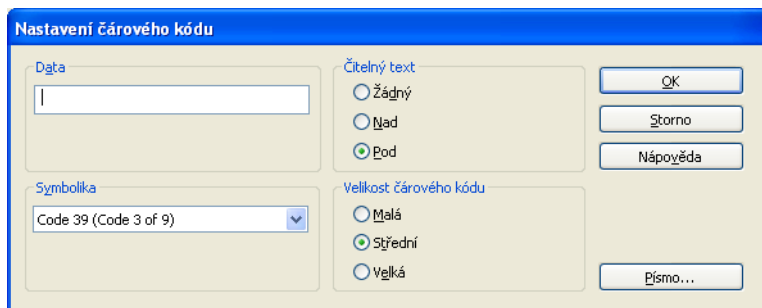 Nastavení čárového kódu
Data
Čitelný text
Žádný
Nad
Pod
OK
Storno
Nápověda
Symbolika
Code 39 (Code 3 of 9)
Velikost čárového kódu
Malá
Střední
Velká
Písmo...